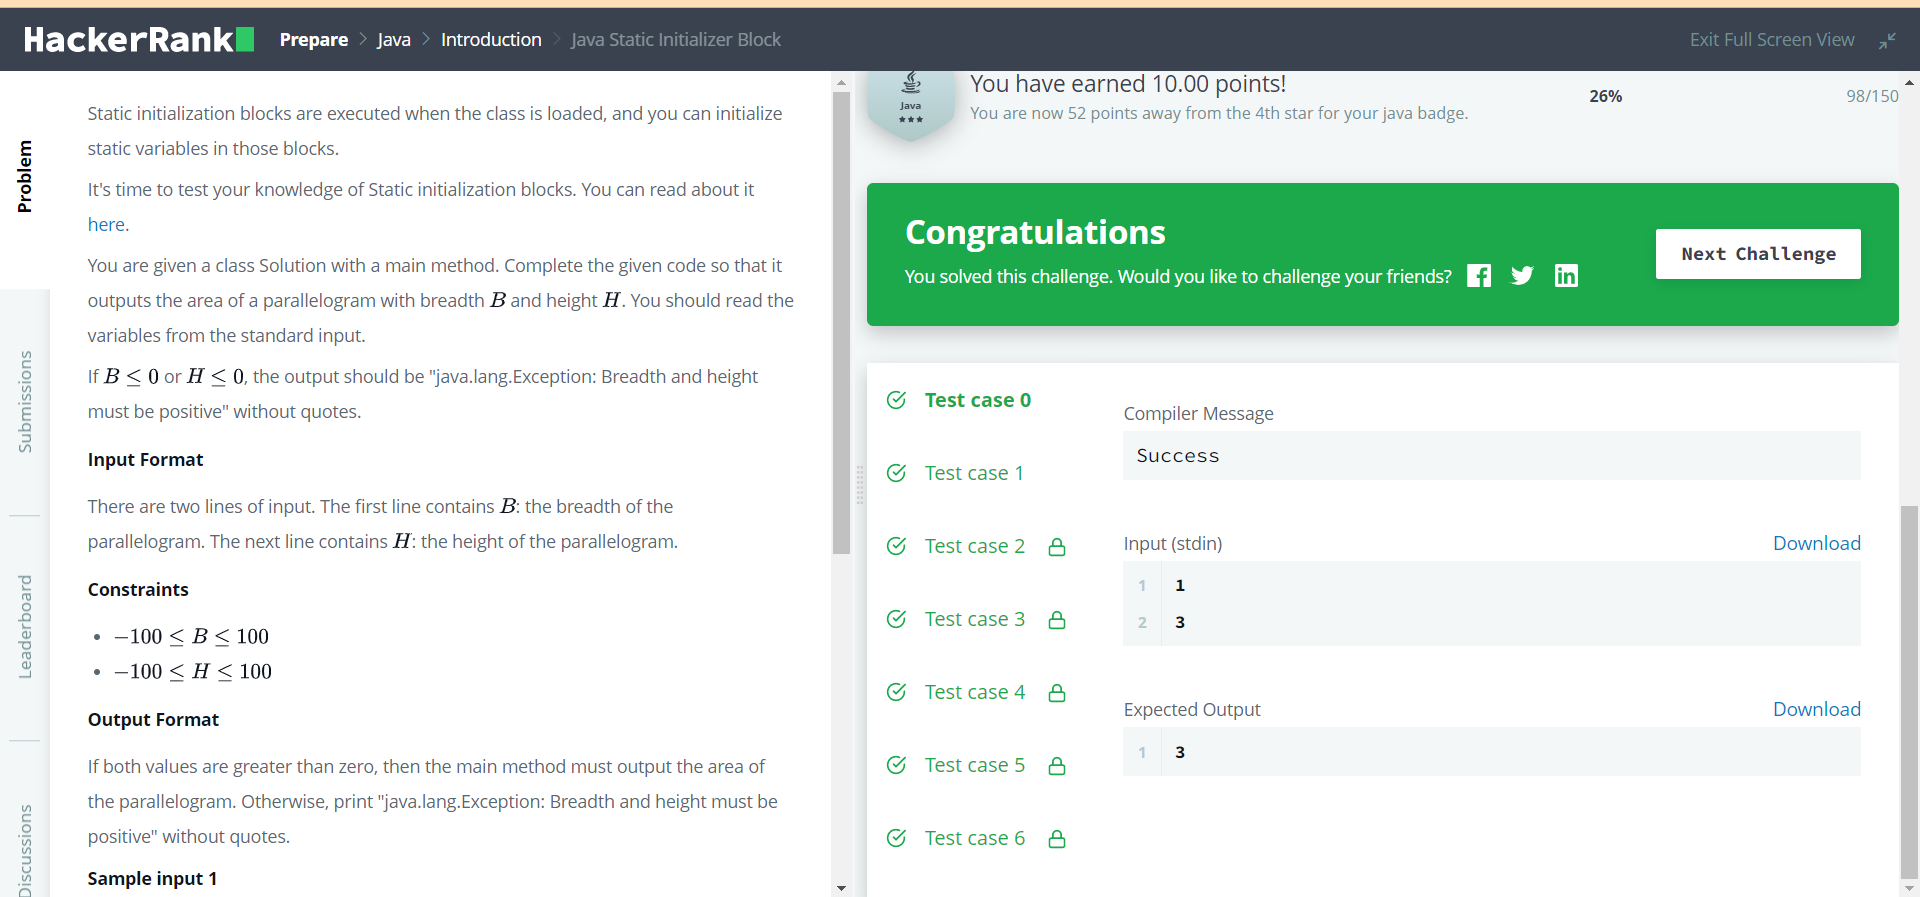 HackerRank Prepare > Java > Introduction > Java Static Initializer Block Exit Full Screen View
Problem
Submissions
Leaderboard
Discussions
Static initialization blocks are executed when the class is loaded, and you can initialize
static variables in those blocks.
It's time to test your knowledge of Static initialization blocks. You can read about it
here.
You are given a class Solution with a main method. Complete the given code so that it
outputs the area of a parallelogram with breadth B and height H. You should read the
variables from the standard input.
If B ≤ 0 or H ≤ 0, the output should be "java.lang.Exception: Breadth and height
must be positive" without quotes.
Input Format
There are two lines of input. The first line contains B: the breadth of the
parallelogram. The next line contains H: the height of the parallelogram.
Constraints
• −100 ≤ B ≤ 100
• −100 ≤ H ≤ 100
Output Format
If both values are greater than zero, then the main method must output the area of
the parallelogram. Otherwise, print "java.lang.Exception: Breadth and height must be
positive" without quotes.
Sample input 1
Java
You have earned 10.00 points!
You are now 52 points away from the 4th star for your java badge.
26% 98/150
Congratulations
You solved this challenge. Would you like to challenge your friends?
Next Challenge
Test case 0
Test case 1
Test case 2
Test case 3
Test case 4
Test case 5
Test case 6
Compiler Message
Success
Input (stdin) Download
1 1
2 3
Expected Output Download
1 3